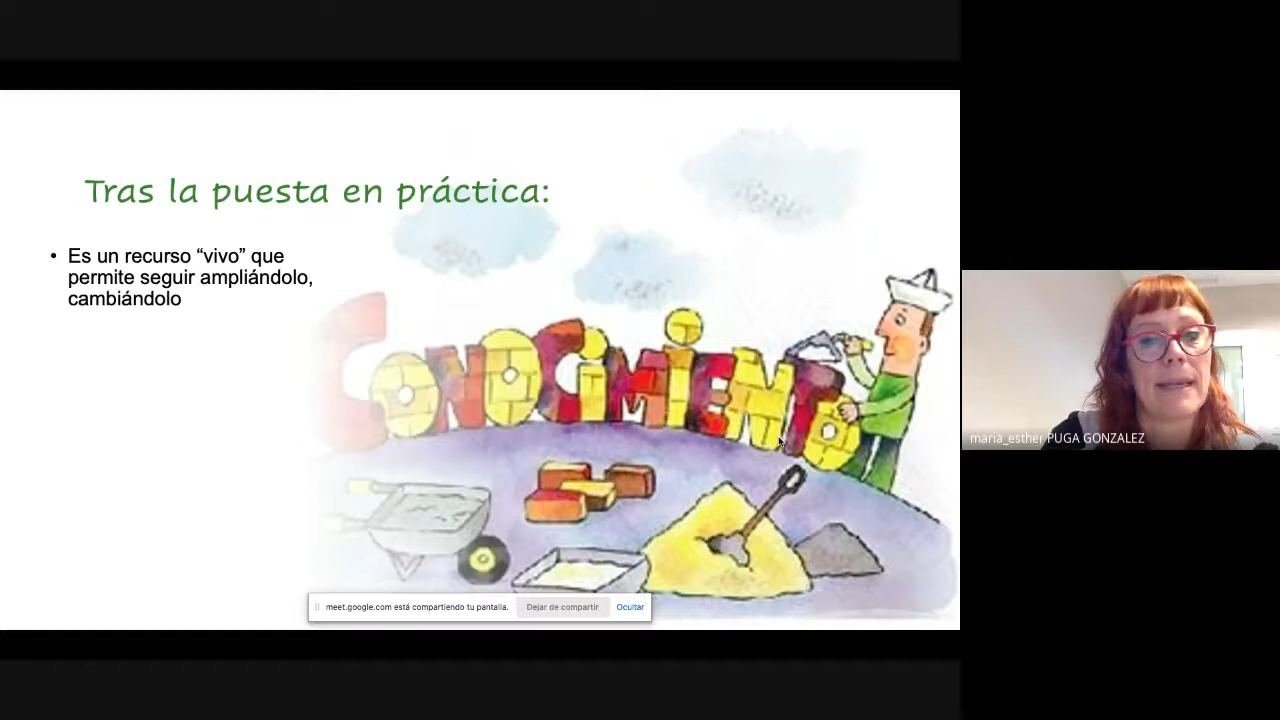 Tras la puesta en práctica:
• Es un recurso “vivo” que
permite seguir ampliándolo,
cambiándolo
CONOCIMIENTO
meet.google.com está compartiendo tu pantalla. Dejar de compartir Ocultar
maria_esther PUGA GONZALEZ